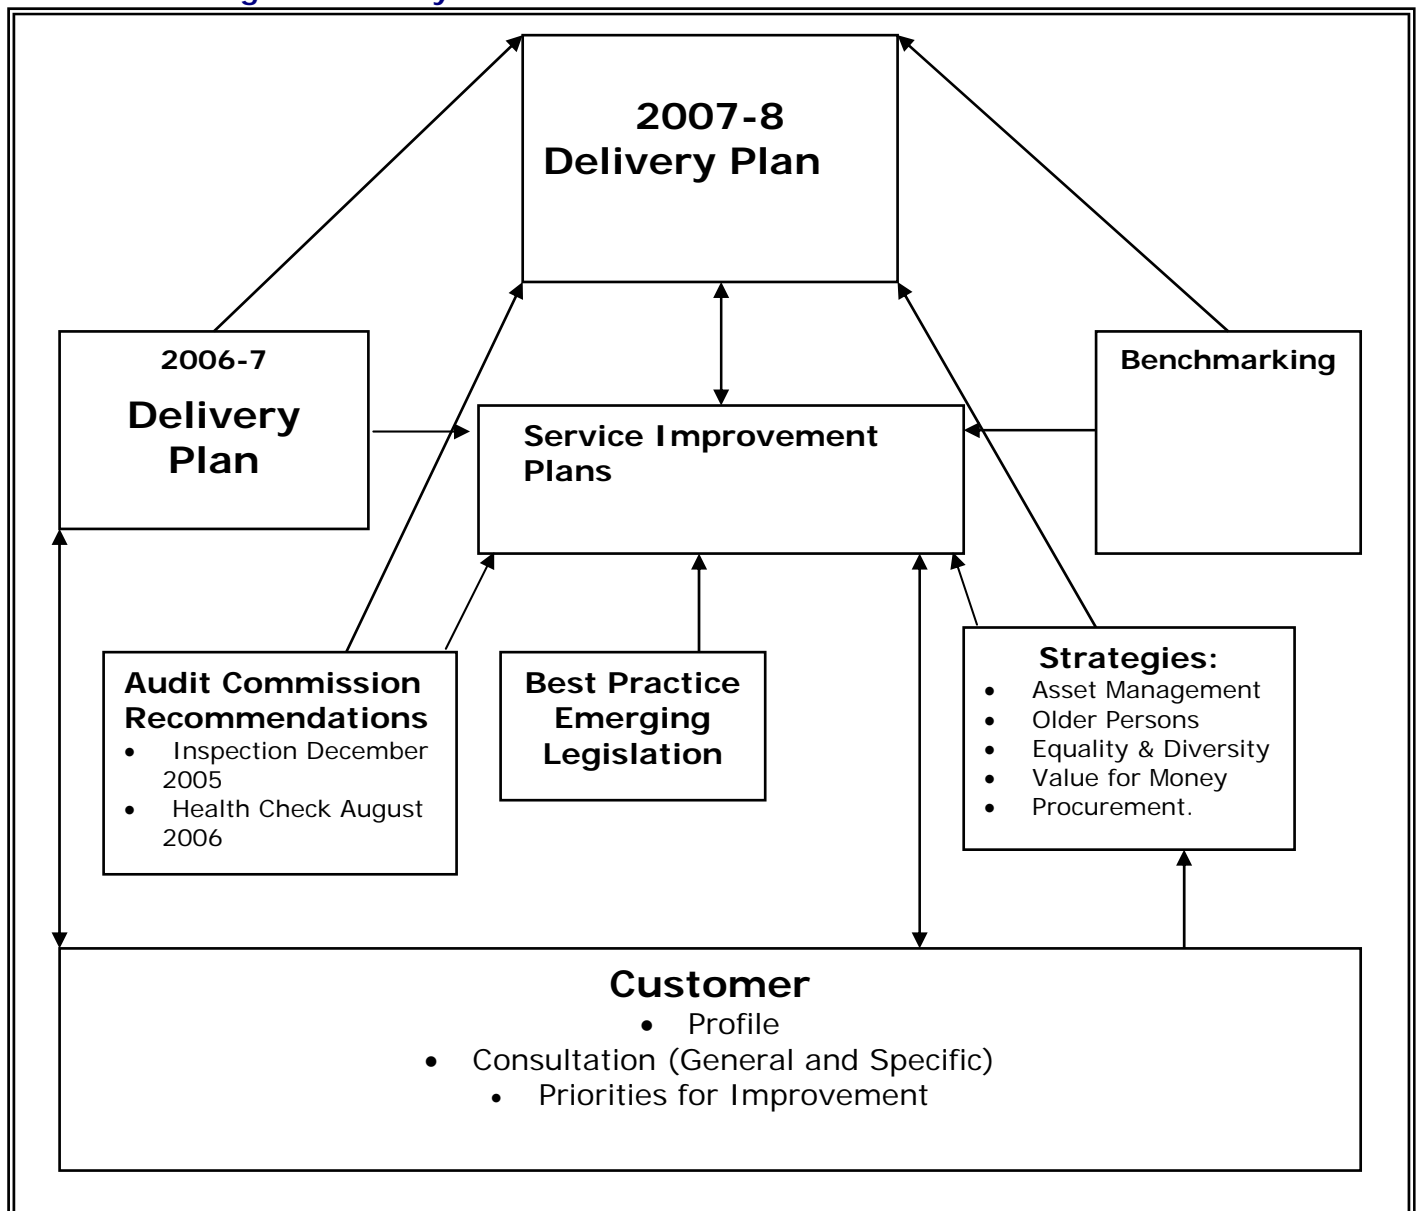 2007-8
Delivery Plan
2006-7
Delivery
Plan
Benchmarking
Service Improvement
Plans
Audit Commission
Recommendations
• Inspection December
2005
• Health Check August
2006
Best Practice
Emerging
Legislation
Strategies:
• Asset Management
• Older Persons
• Equality & Diversity
• Value for Money
• Procurement.
Customer
• Profile
• Consultation (General and Specific)
• Priorities for Improvement